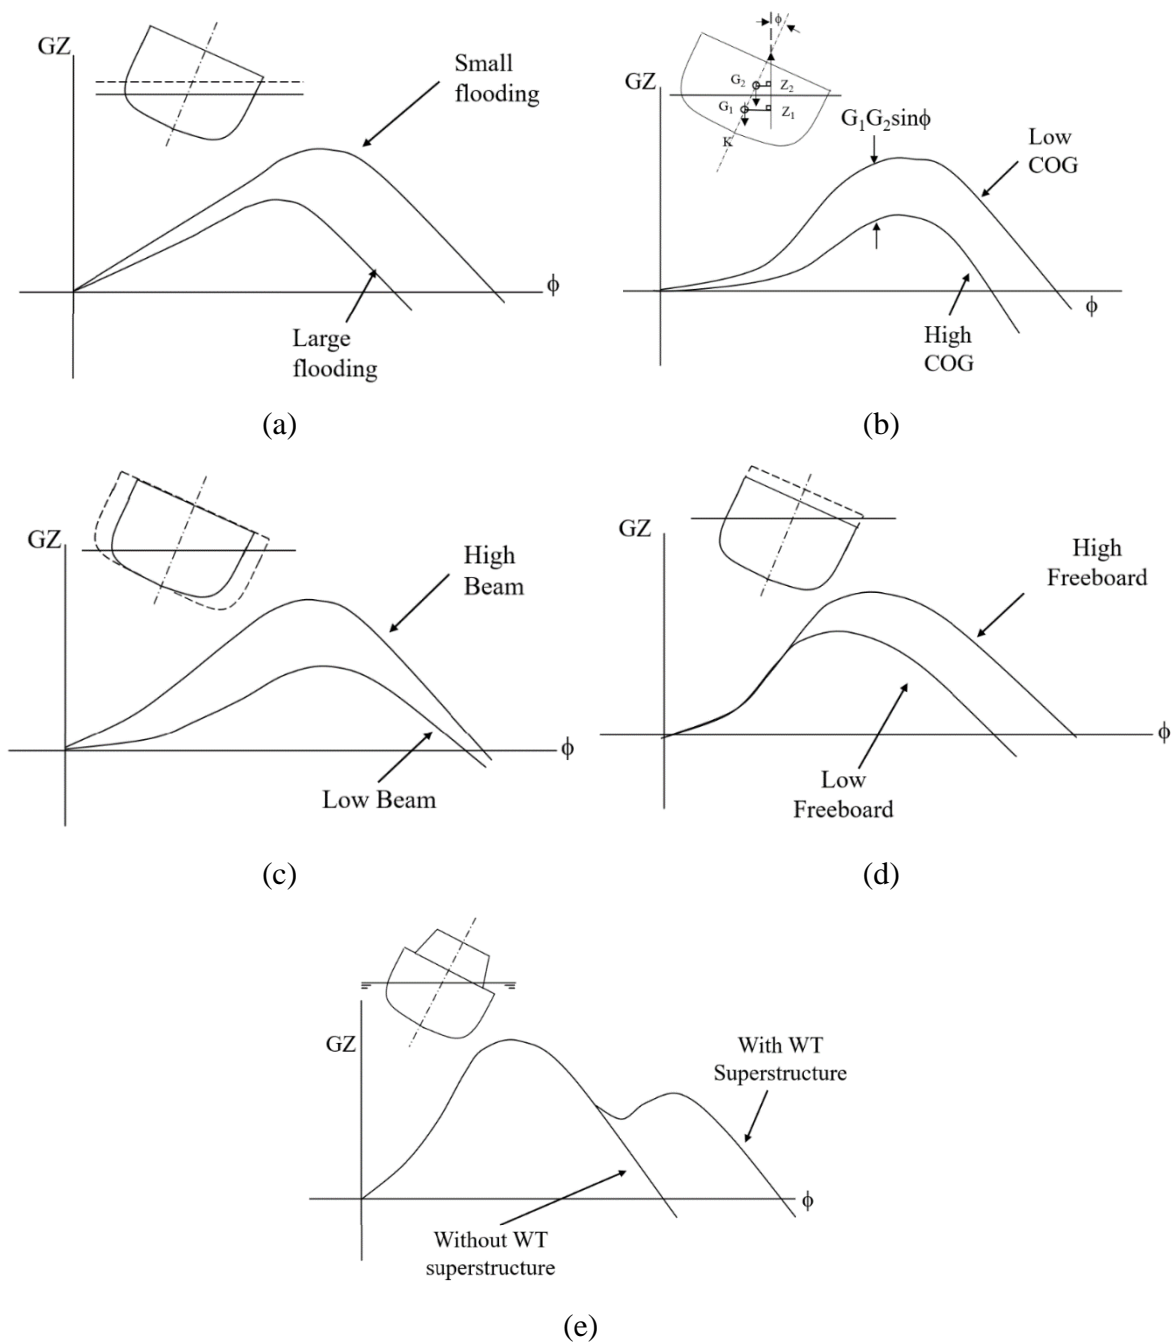 GZ
Small
flooding
Large
flooding
ϕ
(a)
ϕ
GZ
G₂
Z₂
G₁
Z₁
K
G₁G₂sinϕ
Low
COG
High
COG
ϕ
(b)
GZ
High
Beam
Low Beam
ϕ
(c)
GZ
High
Freeboard
Low
Freeboard
ϕ
(d)
GZ
With WT
Superstructure
Without WT
superstructure
ϕ
(e)